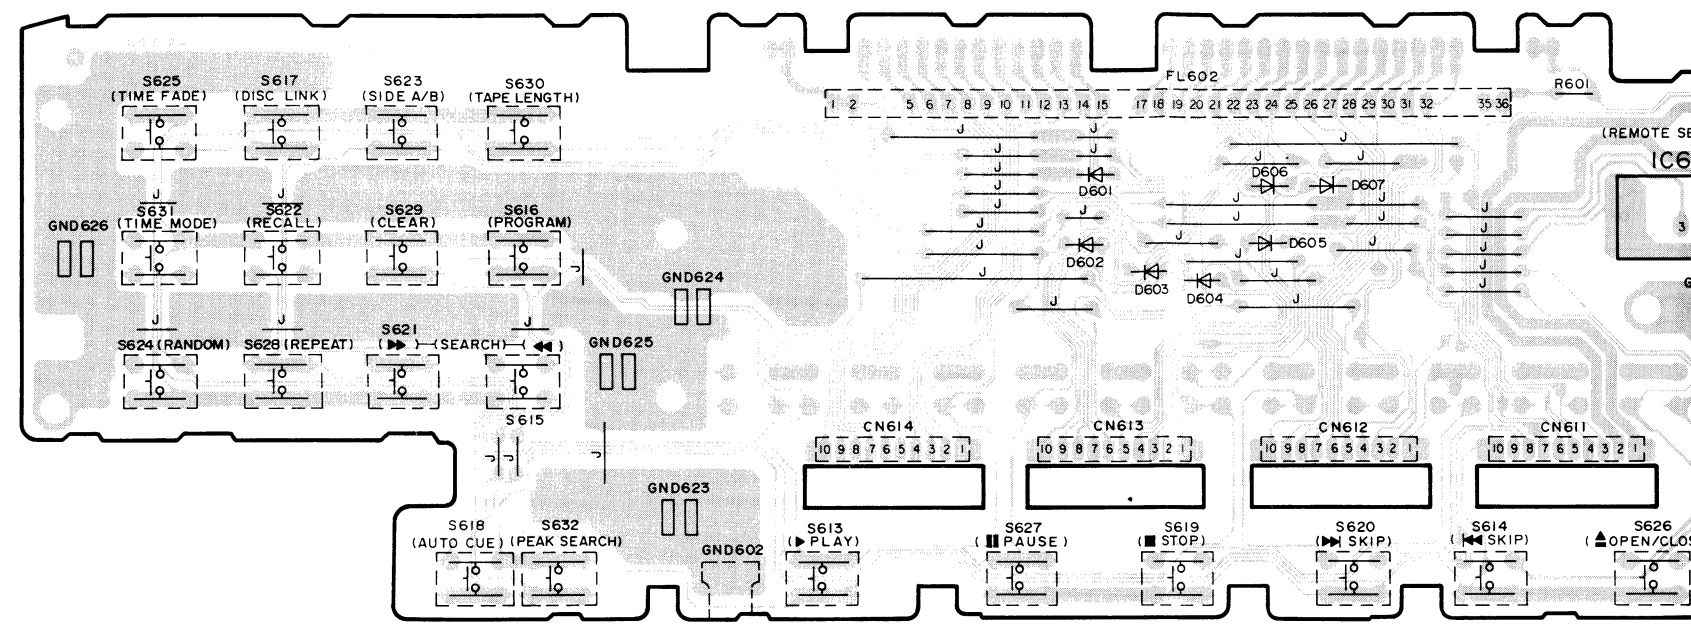 FL602
S625 S617 S623 S630
(TIME FADE) (DISC LINK) (SIDE A/B) (TAPE LENGTH)
R601
1 2 5 6 7 8 9 10 11 12 13 14 15 17 18 19 20 21 22 23 24 25 26 27 28 29 30 31 32 35 36
J J J
(REMOTE SE
J J J J
IC6
J D601 D606 D607
J
J J S631 S622 S629 S616 J J J J J
GND626 (TIME MODE) (RECALL) (CLEAR) (PROGRAM) J J J J
3
J D602 J D605 J J
J J J
GND624 J D603 D604 J J J
G
J J
J J J
S621
S624 (RANDOM) S628 (REPEAT) (▶▶) (SEARCH) (◀◀) GND625
S615
CN614 CN613 CN612 CN611
10 9 8 7 6 5 4 3 2 1 10 9 8 7 6 5 4 3 2 1 10 9 8 7 6 5 4 3 2 1 10 9 8 7 6 5 4 3 2 1
J J J
GND623
S618 S632 S613 S627 S619 S620 S614 S626
(AUTO CUE) (PEAK SEARCH) (▶ PLAY) (▮▮ PAUSE) (■ STOP) (▶▶| SKIP) (|◀◀ SKIP) (⏏ OPEN/CLOS
GND602